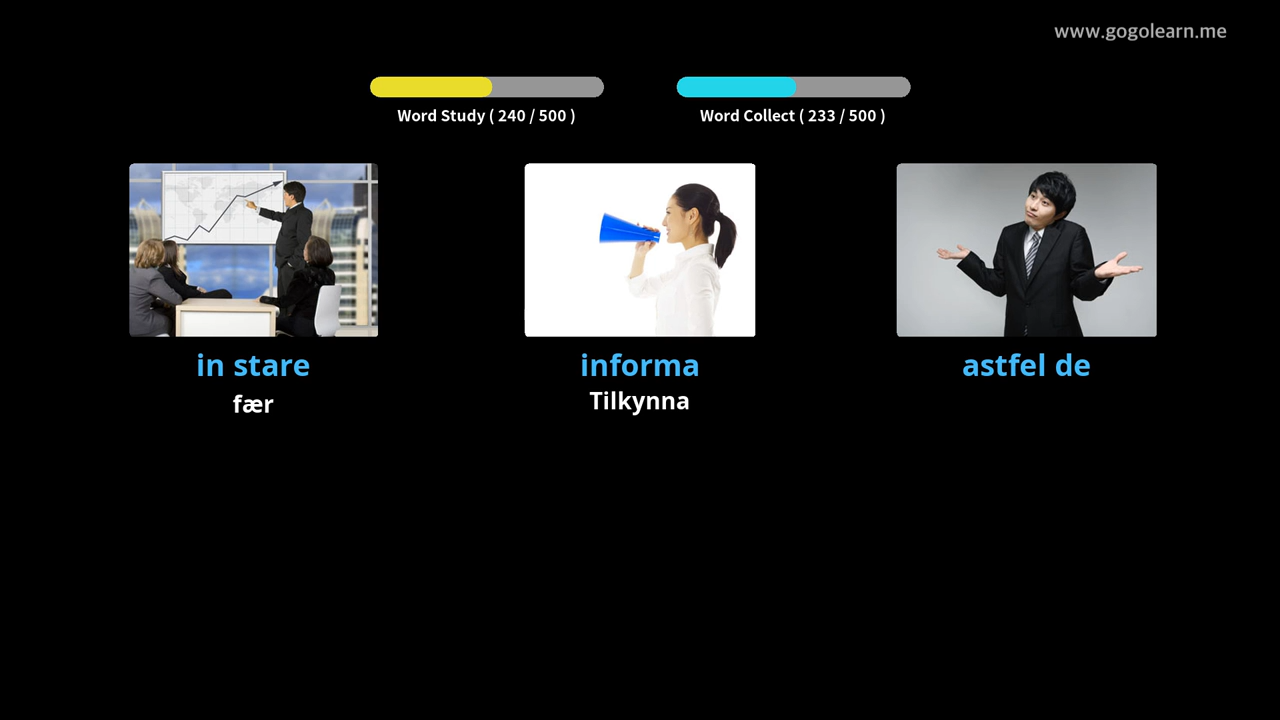 www.gogolearn.me
Word Study ( 240 / 500 )
Word Collect ( 233 / 500 )
in stare
fær
informa
Tilkynna
astfel de